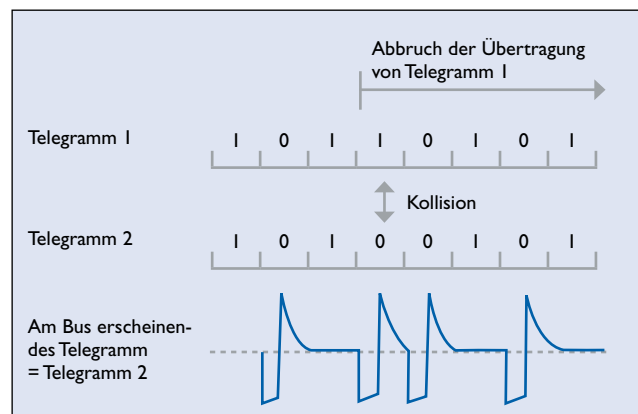 Abbruch der Übertragung
von Telegramm 1
Telegramm 1
1 0 1 1 0 1 0 1
Kollision
Telegramm 2
1 0 1 0 0 1 0 1
Am Bus erscheinen-
des Telegramm
= Telegramm 2